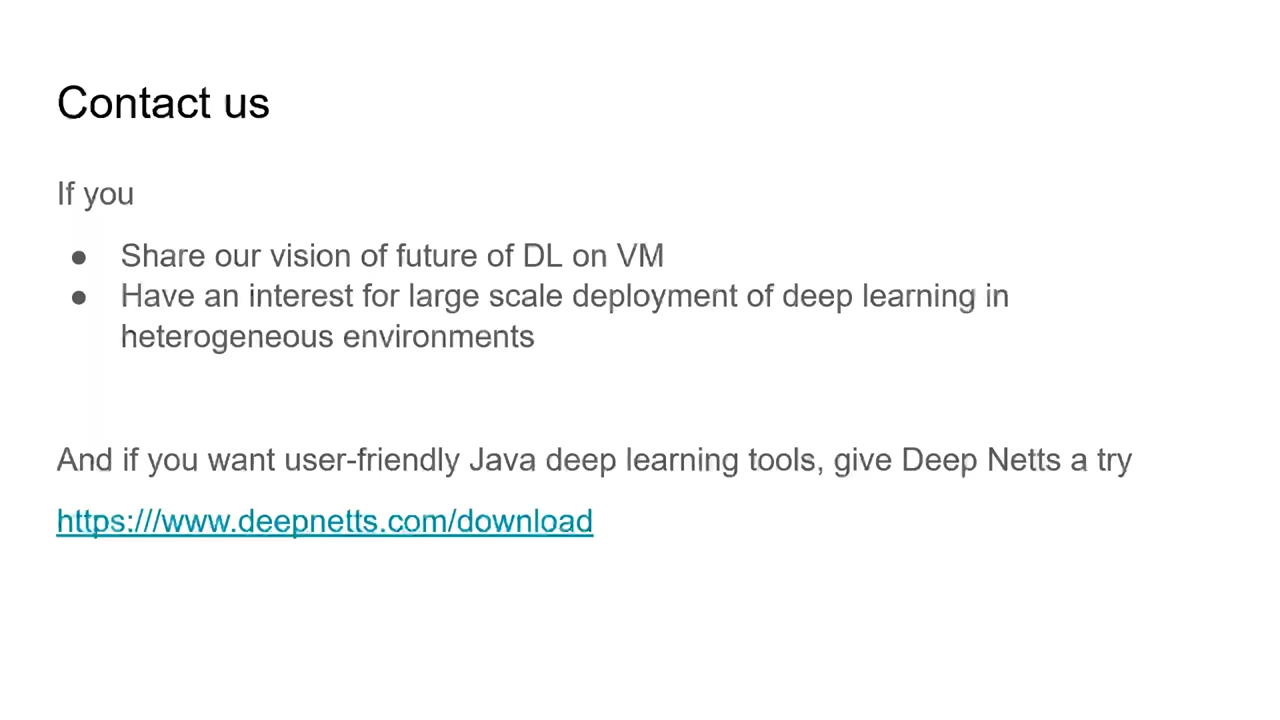 Contact us
If you
● Share our vision of future of DL on VM
● Have an interest for large scale deployment of deep learning in
heterogeneous environments
And if you want user-friendly Java deep learning tools, give Deep Netts a try
https:///www.deepnetts.com/download